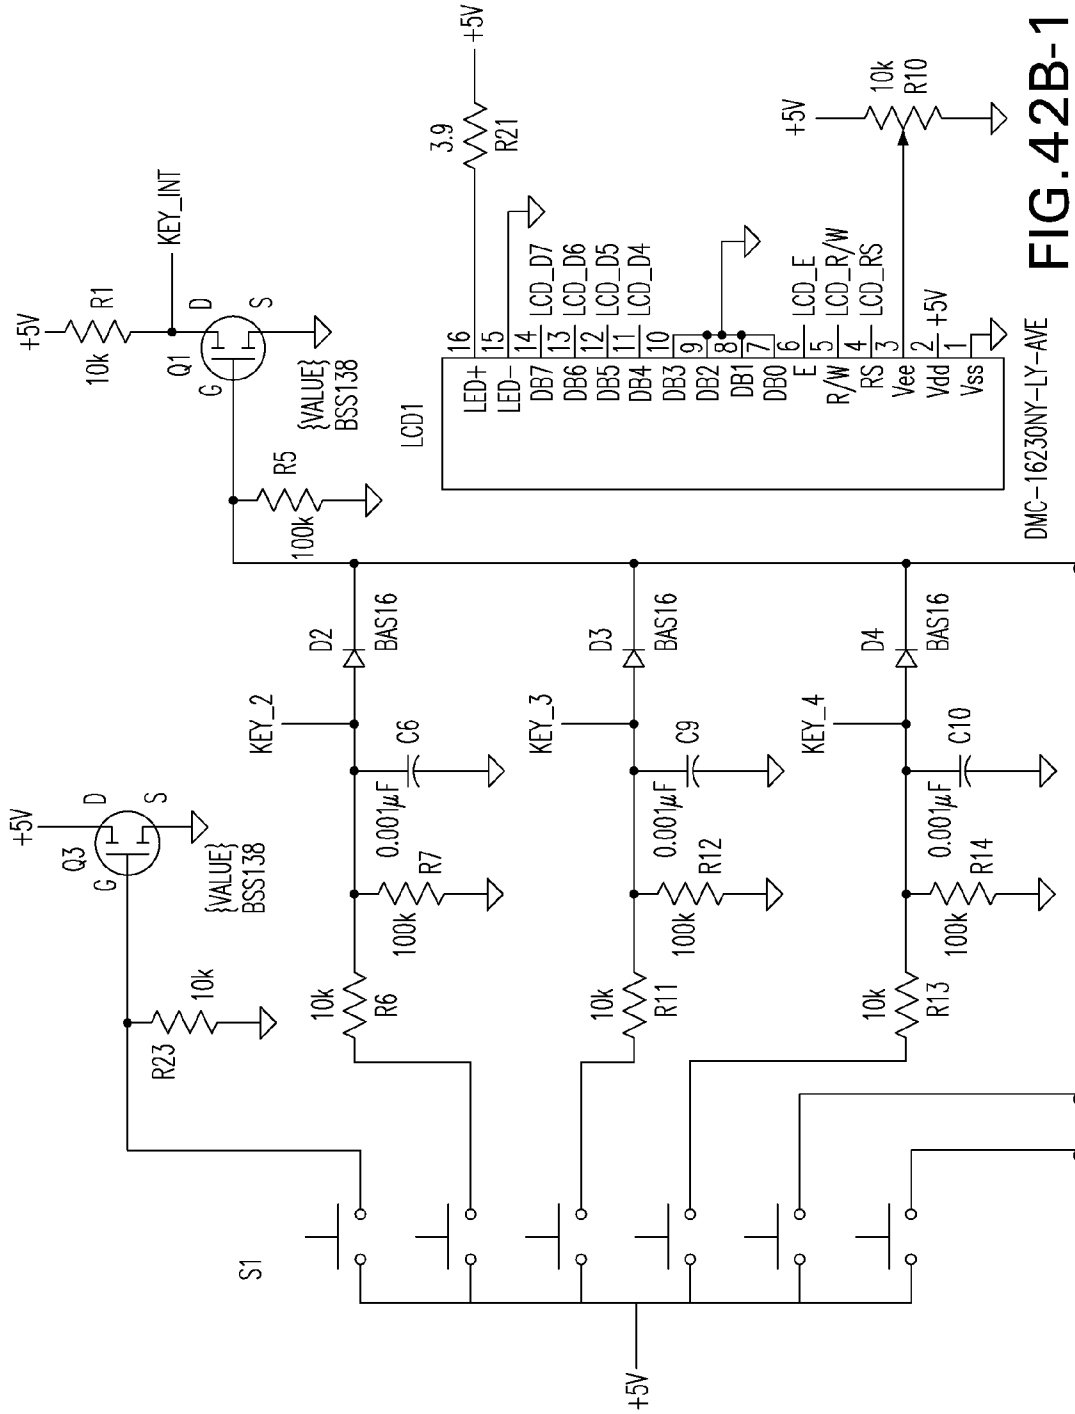 S1
+5V
+5V
Q3
D
G
S
{VALUE}
BSS138
R23
10k
+5V
10k
R1
KEY_INT
Q1
D
G
S
{VALUE}
BSS138
R5
100k
KEY_2
D2
BAS16
10k
R6
100k
R7
0.001µF
C6
KEY_3
D3
BAS16
10k
R11
100k
R12
0.001µF
C9
KEY_4
D4
BAS16
10k
R13
100k
R14
0.001µF
C10
LCD1
LED+ 16
LED- 15
DB7 14 LCD_D7
DB6 13 LCD_D6
DB5 12 LCD_D5
DB4 11 LCD_D4
DB3 10
DB2 9
DB1 8
DB0 7
E 6 LCD_E
R/W 5 LCD_R/W
RS 4 LCD_RS
Vee 3
Vdd 2 +5V
Vss 1
DMC-16230NY-LY-AVE
3.9
R21
+5V
+5V
10k
R10
FIG.42B-1